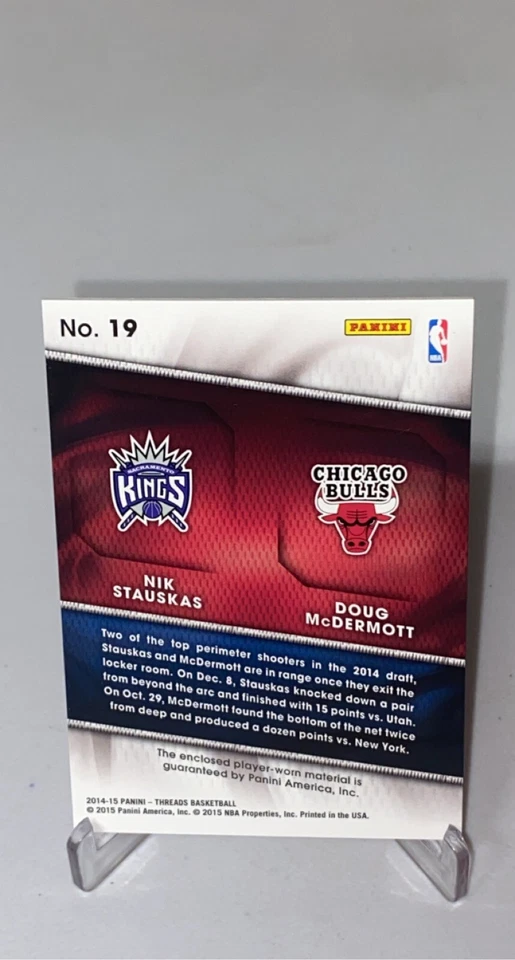 No. 19
PANINI
NBA
SACRAMENTO
KINGS
CHICAGO
BULLS
NIK
STAUSKAS
DOUG
McDERMOTT
Two of the top perimeter shooters in the 2014 draft,
Stauskas and McDermott are in range once they exit the
locker room. On Dec. 8, Stauskas knocked down a pair
from beyond the arc and finished with 15 points vs. Utah.
On Oct. 29, McDermott found the bottom of the net twice
from deep and produced a dozen points vs. New York.
The enclosed player-worn material is
guaranteed by Panini America, Inc.
2014-15 PANINI – THREADS BASKETBALL
© 2015 Panini America, Inc. © 2015 NBA Properties, Inc. Printed in the USA.